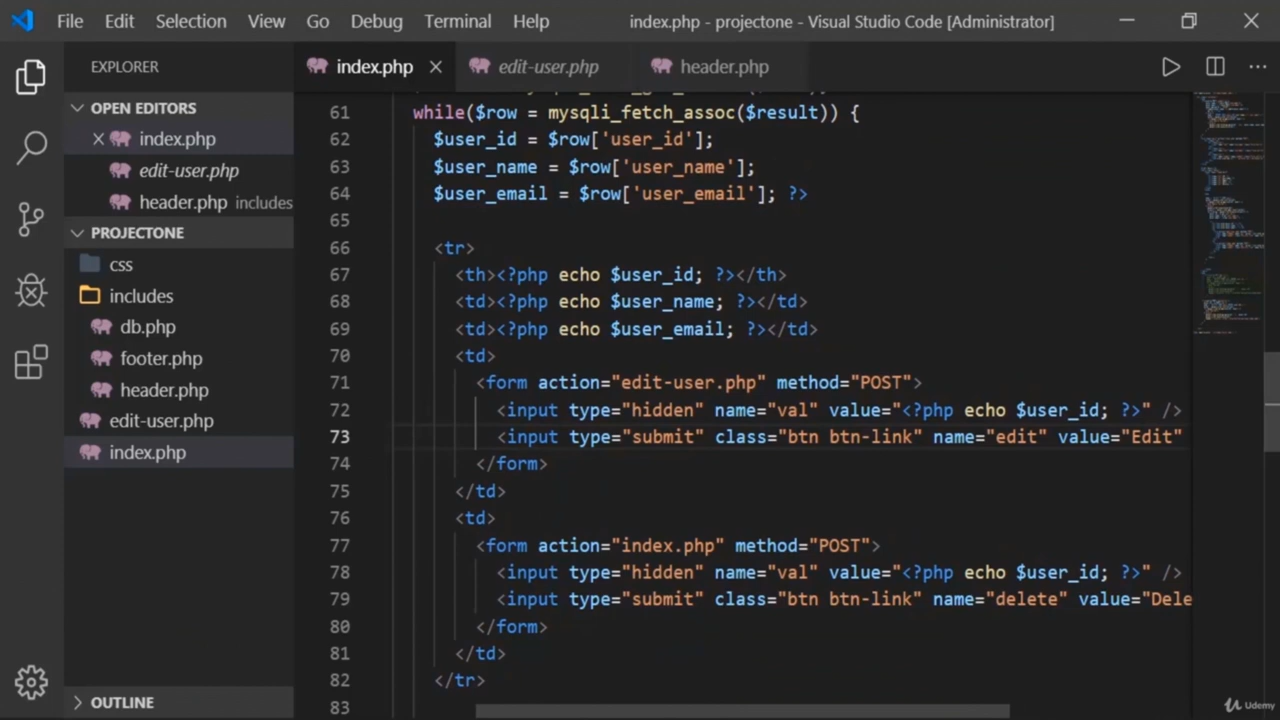 File Edit Selection View Go Debug Terminal Help index.php - projectone - Visual Studio Code [Administrator]
EXPLORER
index.php edit-user.php header.php
OPEN EDITORS
index.php
edit-user.php
header.php includes
PROJECTONE
css
includes
db.php
footer.php
header.php
edit-user.php
index.php
OUTLINE
61 while($row = mysqli_fetch_assoc($result)) {
62 $user_id = $row['user_id'];
63 $user_name = $row['user_name'];
64 $user_email = $row['user_email']; ?>
65
66 <tr>
67 <th><?php echo $user_id; ?></th>
68 <td><?php echo $user_name; ?></td>
69 <td><?php echo $user_email; ?></td>
70 <td>
71 <form action="edit-user.php" method="POST">
72 <input type="hidden" name="val" value="<?php echo $user_id; ?>" />
73 <input type="submit" class="btn btn-link" name="edit" value="Edit"
74 </form>
75 </td>
76 <td>
77 <form action="index.php" method="POST">
78 <input type="hidden" name="val" value="<?php echo $user_id; ?>" />
79 <input type="submit" class="btn btn-link" name="delete" value="Dele
80 </form>
81 </td>
82 </tr>
83
Udemy